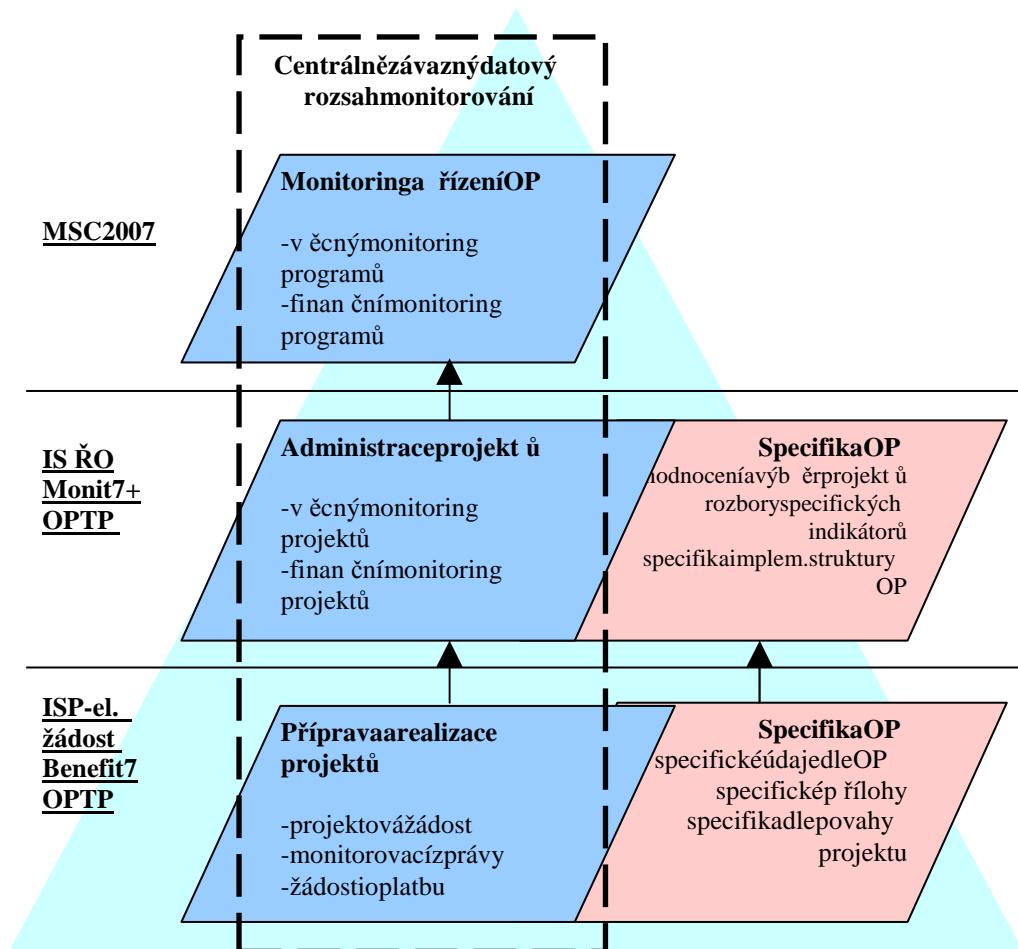 Centrálnězávaznýdatový
rozsahmonitorování
MSC2007
Monitoringa řízeníOP
-v ěcnýmonitoring
programů
-finan čnímonitoring
programů
IS ŘO
Monit7+
OPTP
Administraceprojekt ů
-v ěcnýmonitoring
projektů
-finan čnímonitoring
projektů
SpecifikaOP
hodnoceníavýb ěrprojekt ů
rozboryspecifických
indikátorů
specifikaimplem.struktury
OP
ISP-el.
žádost
Benefit7
OPTP
Přípravaarealizace
projektů
-projektovážádost
-monitorovacízprávy
-žádostioplatbu
SpecifikaOP
specifickéúdajedleOP
specifickép řílohy
specifikadlepovahy
projektu